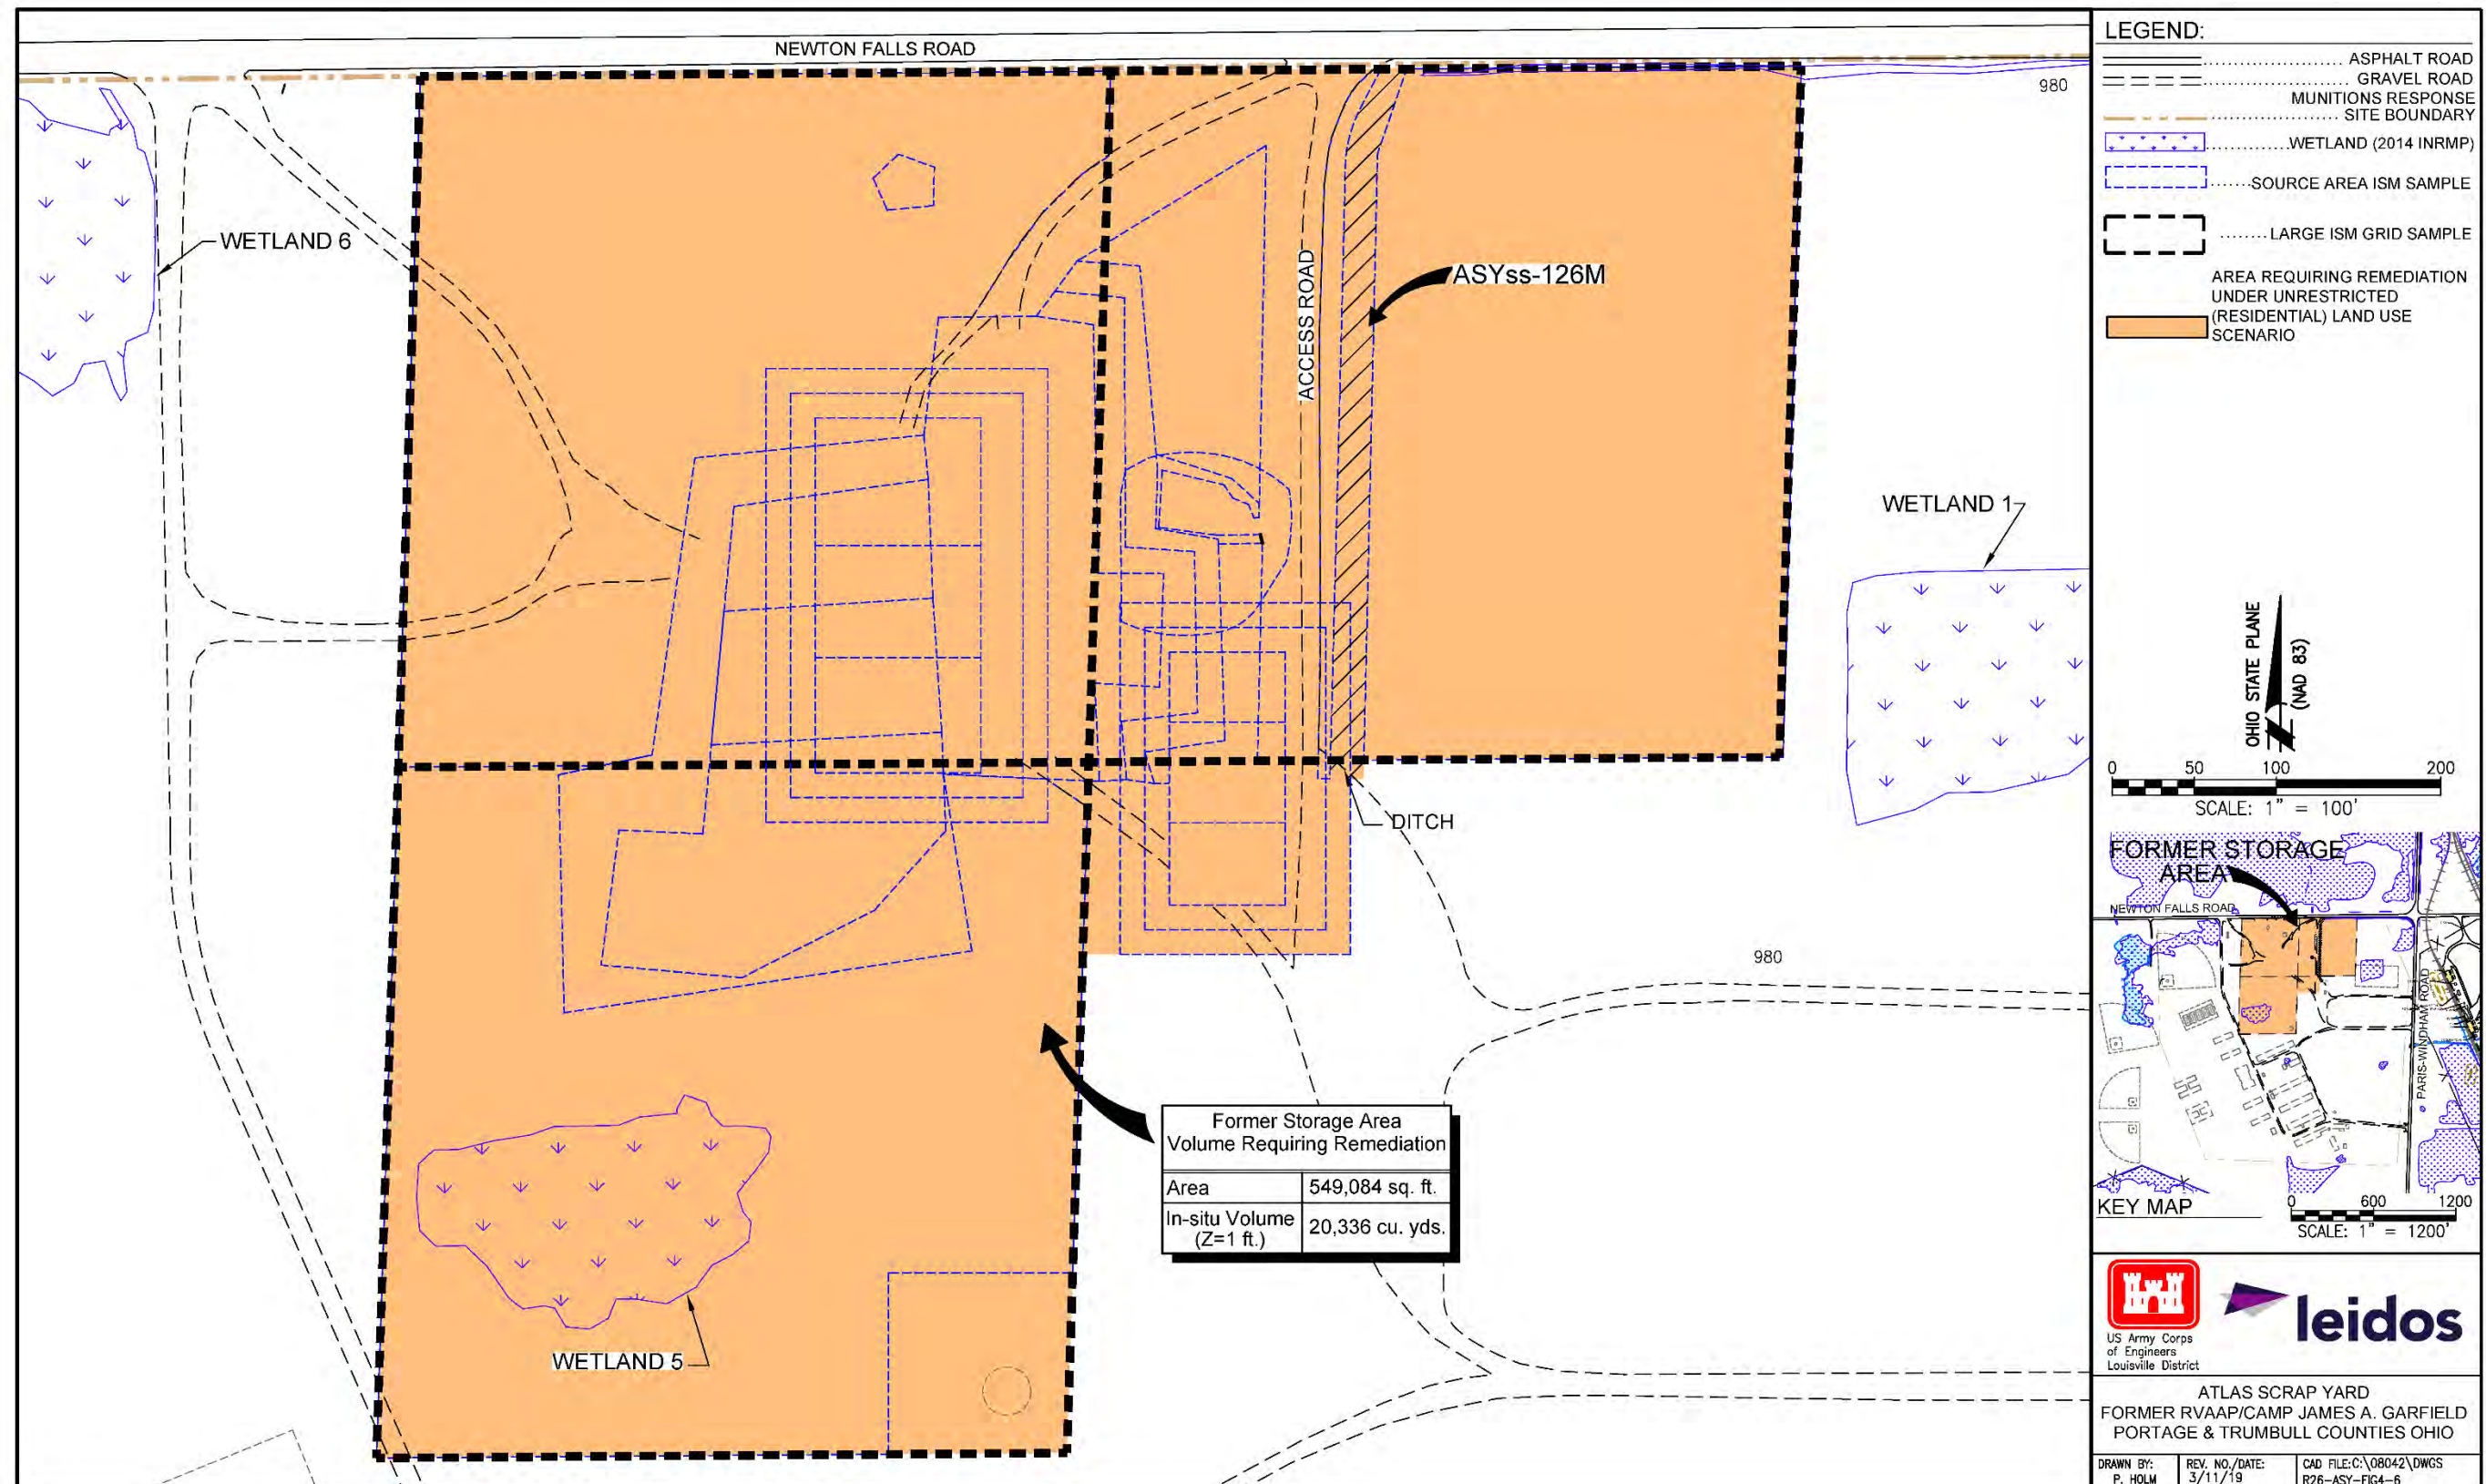 NEWTON FALLS ROAD
980
WETLAND 6
ACCESS ROAD
ASYss-126M
WETLAND 1
DITCH
980
Former Storage Area
Volume Requiring Remediation
Area
549,084 sq. ft.
In-situ Volume
(Z=1 ft.)
20,336 cu. yds.
WETLAND 5
LEGEND:
ASPHALT ROAD
GRAVEL ROAD
MUNITIONS RESPONSE
SITE BOUNDARY
WETLAND (2014 INRMP)
SOURCE AREA ISM SAMPLE
LARGE ISM GRID SAMPLE
AREA REQUIRING REMEDIATION
UNDER UNRESTRICTED
(RESIDENTIAL) LAND USE
SCENARIO
OHIO STATE PLANE
(NAD 83)
0 50 100 200
SCALE: 1" = 100'
FORMER STORAGE
AREA
NEWTON FALLS ROAD
PARIS-WINDHAM ROAD
KEY MAP
0 600 1200
SCALE: 1" = 1200'
US Army Corps
of Engineers
Louisville District
leidos
ATLAS SCRAP YARD
FORMER RVAAP/CAMP JAMES A. GARFIELD
PORTAGE & TRUMBULL COUNTIES OHIO
DRAWN BY:
P. HOLM
REV. NO./DATE:
3/11/19
CAD FILE:C:\08042\DWGS
R26-ASY-FIG4-6